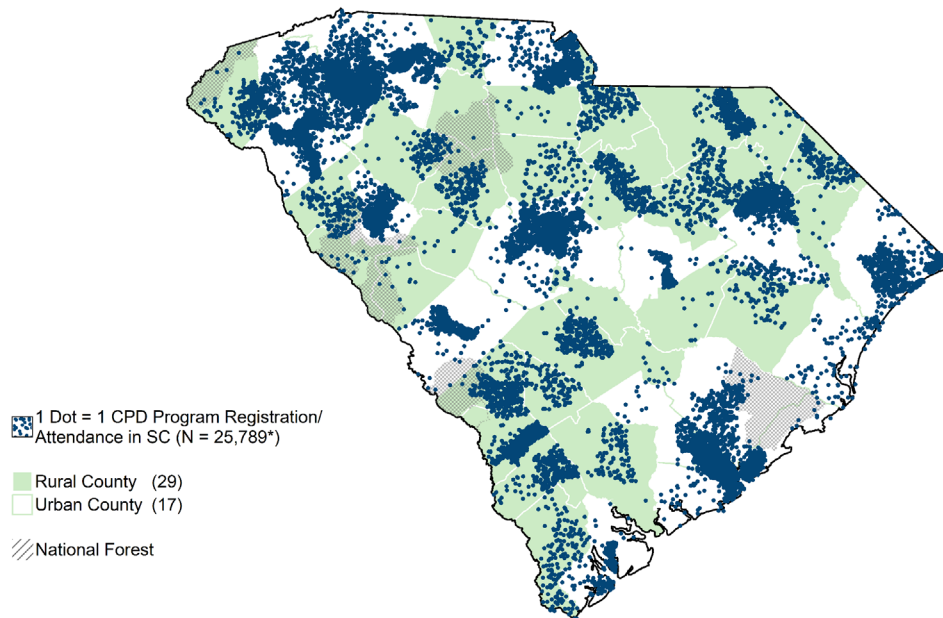 1 Dot = 1 CPD Program Registration/
Attendance in SC (N = 25,789*)
Rural County (29)
Urban County (17)
National Forest